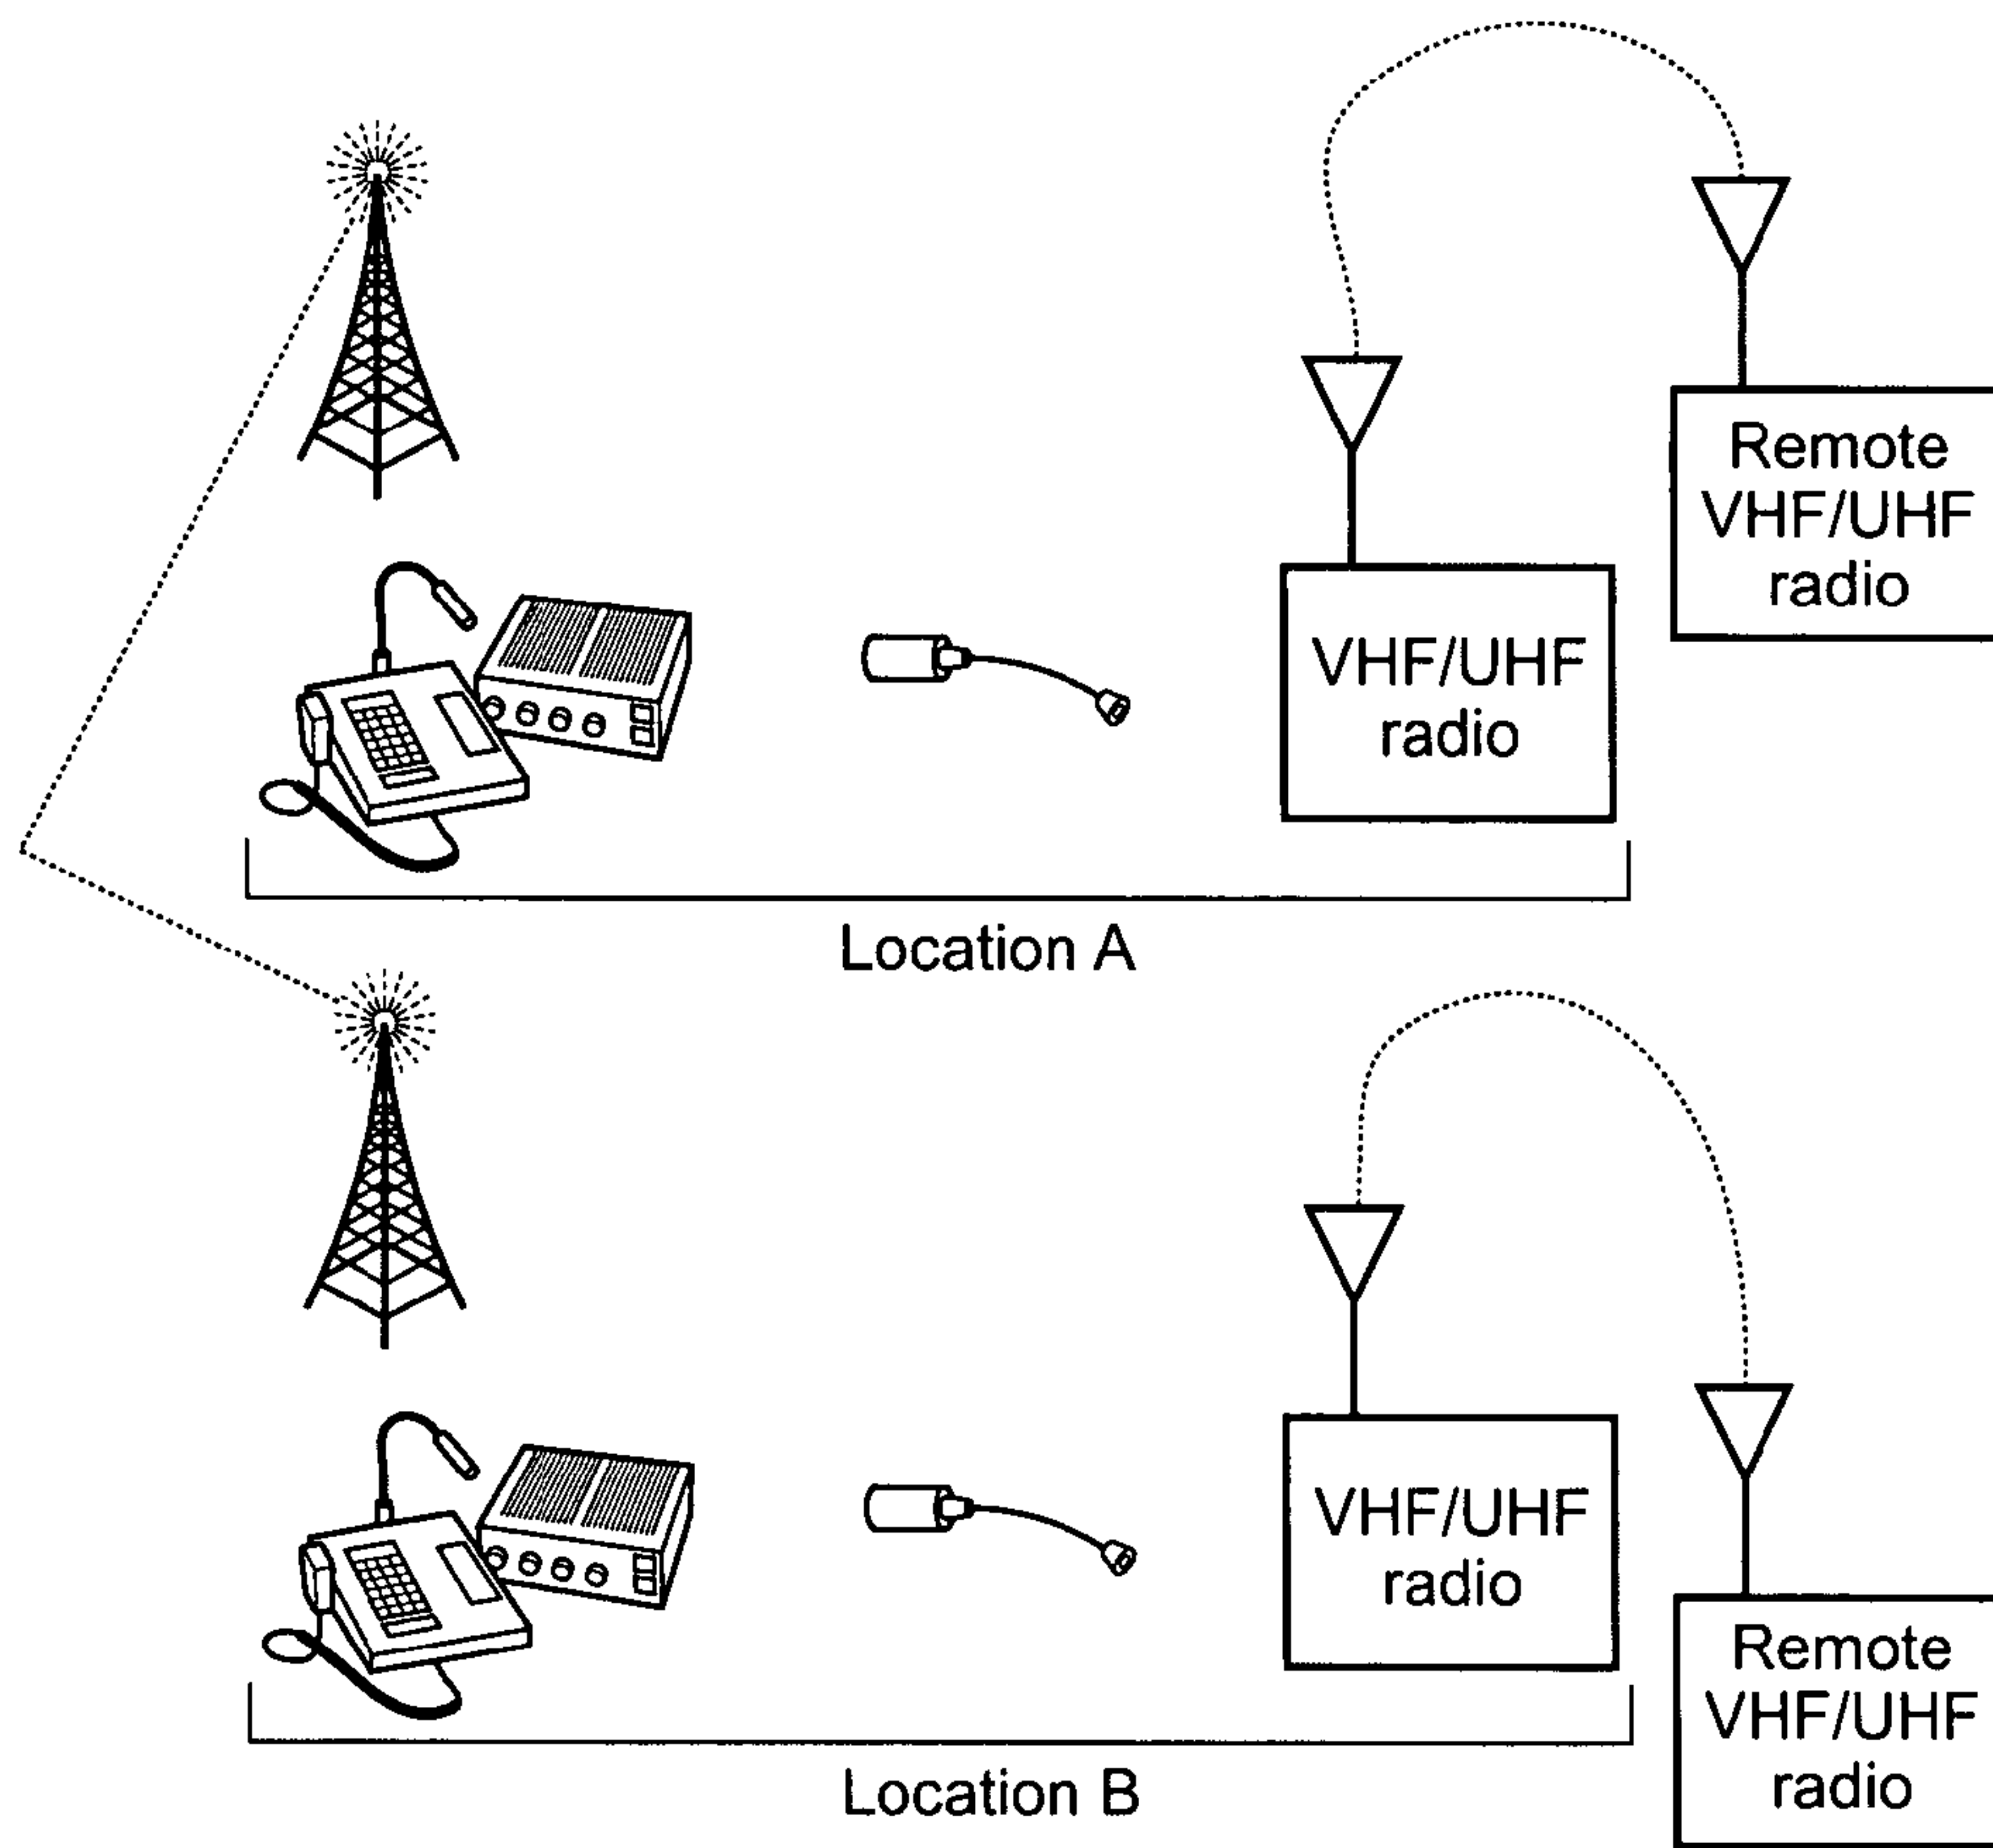 Remote
VHF/UHF
radio
VHF/UHF
radio
Location A
VHF/UHF
radio
Remote
VHF/UHF
radio
Location B